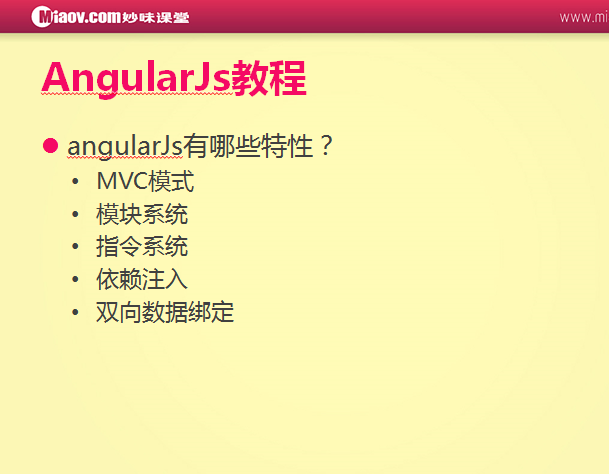 Miaov.com妙味课堂
www.mi
AngularJs教程
angularJs有哪些特性？
• MVC模式
• 模块系统
• 指令系统
• 依赖注入
• 双向数据绑定